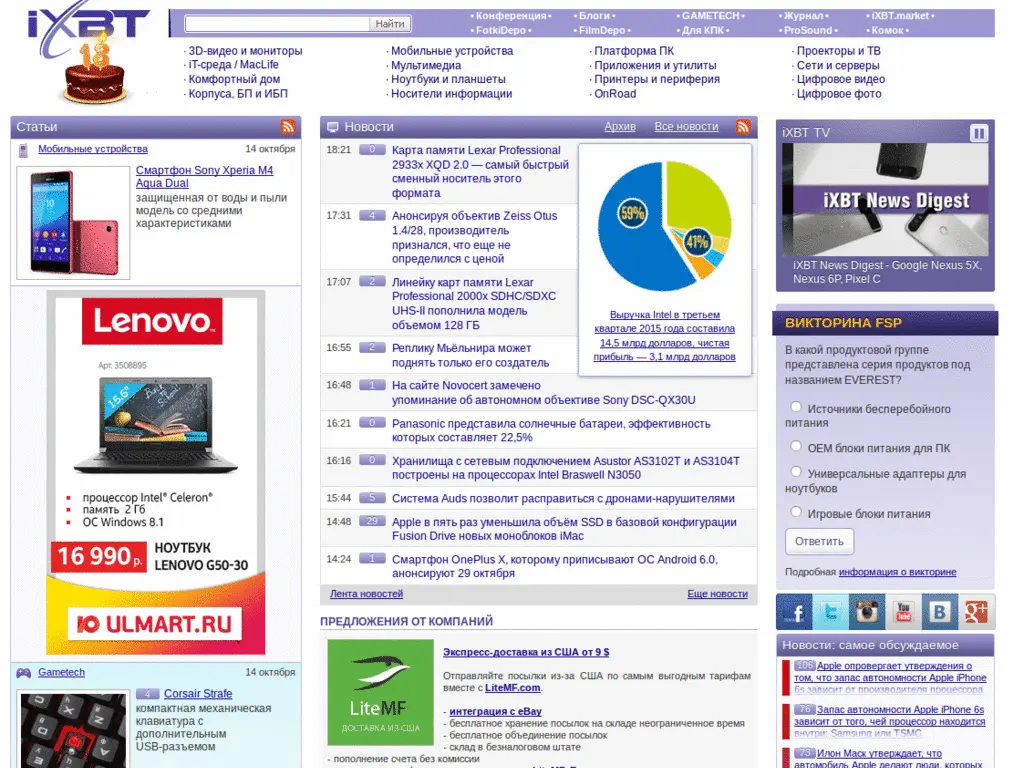 iXBT
18
Найти
• Конференция •
• Блоги •
• GAMETECH •
• Журнал •
• iXBT.market •
• FotkiDepo •
• FilmDepo •
• Для КПК •
• ProSound •
• Комок •
· 3D-видео и мониторы
· iT-среда / MacLife
· Комфортный дом
· Корпуса, БП и ИБП
· Мобильные устройства
· Мультимедиа
· Ноутбуки и планшеты
· Носители информации
· Платформа ПК
· Приложения и утилиты
· Принтеры и периферия
· OnRoad
· Проекторы и ТВ
· Сети и серверы
· Цифровое видео
· Цифровое фото
Статьи
Мобильные устройства 14 октября
Смартфон Sony Xperia M4
Aqua Dual
защищенная от воды и пыли
модель со средними
характеристиками
Lenovo
Арт. 3508895
15.6"
процессор Intel® Celeron®
память 2 Гб
ОС Windows 8.1
16 990 р.
НОУТБУК
LENOVO G50-30
Ю ULMART.RU
Gametech 14 октября
4 Corsair Strafe
компактная механическая
клавиатура с
дополнительным
USB-разъемом
Новости Архив Все новости
18:21 0 Карта памяти Lexar Professional
2933x XQD 2.0 — самый быстрый
сменный носитель этого
формата
17:31 4 Анонсируя объектив Zeiss Otus
1.4/28, производитель
признался, что еще не
определился с ценой
17:07 2 Линейку карт памяти Lexar
Professional 2000x SDHC/SDXC
UHS-II пополнила модель
объемом 128 ГБ
16:55 2 Реплику Мьёльнира может
поднять только его создатель
16:48 1 На сайте Novocert замечено
упоминание об автономном объективе Sony DSC-QX30U
16:21 0 Panasonic представила солнечные батареи, эффективность
которых составляет 22,5%
16:16 0 Хранилища с сетевым подключением Asustor AS3102T и AS3104T
построены на процессорах Intel Braswell N3050
15:44 5 Система Auds позволит расправиться с дронами-нарушителями
14:48 29 Apple в пять раз уменьшила объём SSD в базовой конфигурации
Fusion Drive новых моноблоков iMac
14:24 1 Смартфон OnePlus X, которому приписывают ОС Android 6.0,
анонсируют 29 октября
Лента новостей Еще новости
59%
41%
Выручка Intel в третьем
квартале 2015 года составила
14,5 млрд долларов, чистая
прибыль — 3,1 млрд долларов
ПРЕДЛОЖЕНИЯ ОТ КОМПАНИЙ
LiteMF
ДОСТАВКА ИЗ США
Экспресс-доставка из США от 9 $
Отправляйте посылки из-за США по самым выгодным тарифам
вместе с LiteMF.com.
- интеграция с eBay
- бесплатное хранение посылок на складе неограниченное время
- бесплатное объединение посылок
- склад в безналоговом штате
- пополнение счета без комиссии
iXBT TV
iXBT News Digest
iXBT News Digest - Google Nexus 5X,
Nexus 6P, Pixel C
ВИКТОРИНА FSP
В какой продуктовой группе
представлена серия продуктов под
названием EVEREST?
Источники бесперебойного
питания
OEM блоки питания для ПК
Универсальные адаптеры для
ноутбуков
Игровые блоки питания
Ответить
Подробная информация о викторине
f
You
Tube
B
g+
Новости: самое обсуждаемое
106 Apple опровергает утверждения о
том, что запас автономности Apple iPhone
6s зависит от производителя процессора
76 Запас автономности Apple iPhone 6s
зависит от того, чей процессор находится
внутри: Samsung или TSMC
73 Илон Маск утверждает, что
автомобиль Apple делают люди, которых